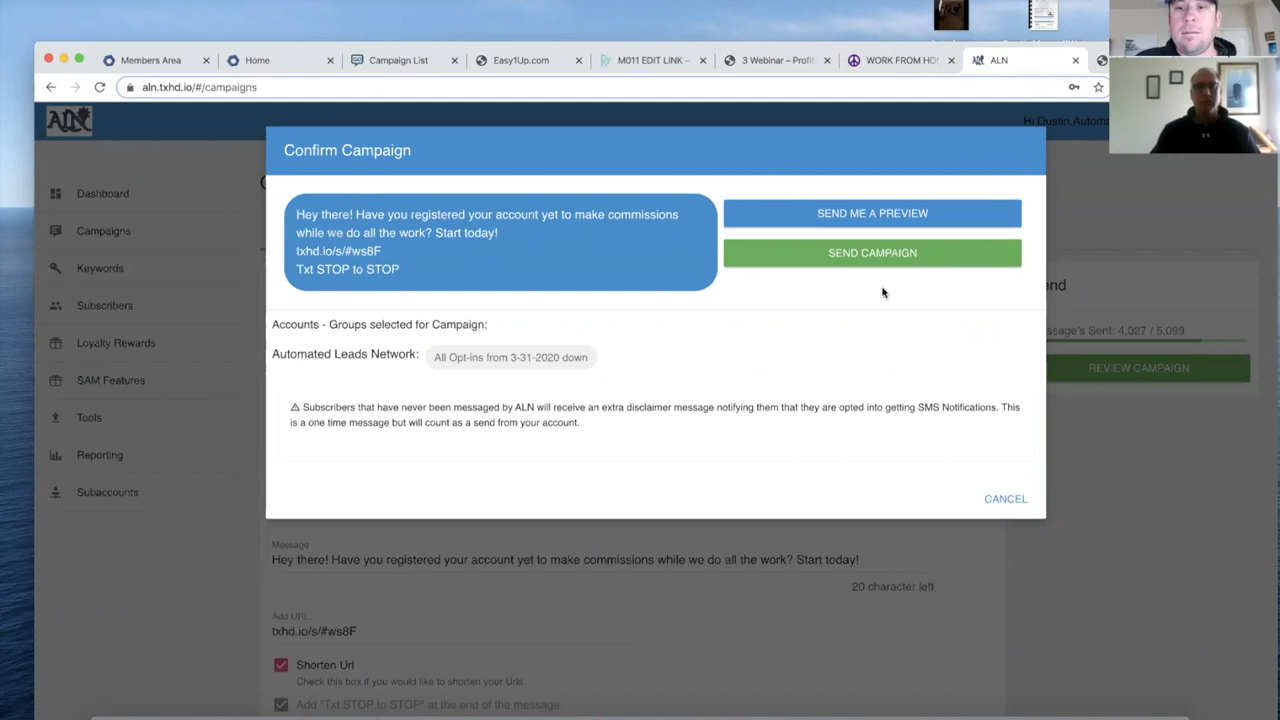 Members Area
Home
Campaign List
Easy1Up.com
M011 EDIT LINK –
3 Webinar – Profit
WORK FROM HO
ALN
aln.txhd.io/#/campaigns
ALN
Hi Dustin,Autom
Confirm Campaign
Hey there! Have you registered your account yet to make commissions
while we do all the work? Start today!
txhd.io/s/#ws8F
Txt STOP to STOP
SEND ME A PREVIEW
SEND CAMPAIGN
Accounts - Groups selected for Campaign:
Automated Leads Network:
All Opt-ins from 3-31-2020 down
⚠ Subscribers that have never been messaged by ALN will receive an extra disclaimer message notifying them that they are opted into getting SMS Notifications. This
is a one time message but will count as a send from your account.
CANCEL
Dashboard
Campaigns
Keywords
Subscribers
Loyalty Rewards
SAM Features
Tools
Reporting
Subaccounts
end
ssage's Sent: 4,027 / 5,099
REVIEW CAMPAIGN
Message
Hey there! Have you registered your account yet to make commissions while we do all the work? Start today!
20 character left
Add URL
txhd.io/s/#ws8F
Shorten Url
Check this box if you would like to shorten your Urls
Add "Txt STOP to STOP" at the end of the message.